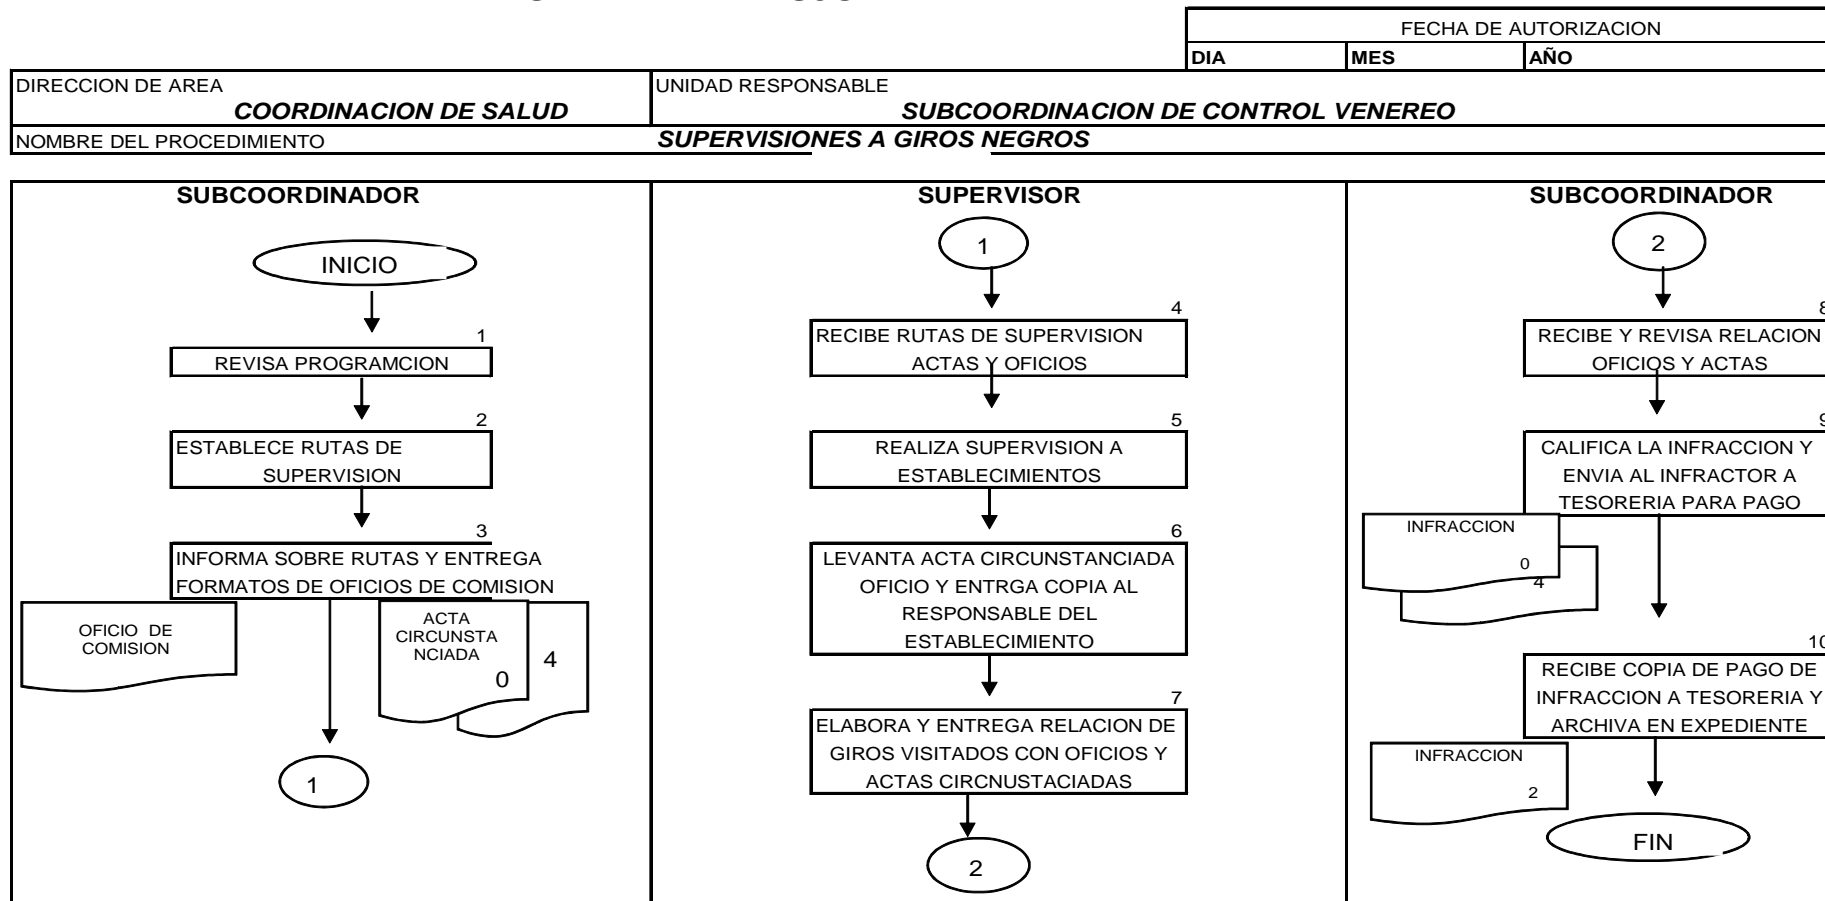 FECHA DE AUTORIZACION
DIA MES AÑO
DIRECCION DE AREA
COORDINACION DE SALUD
UNIDAD RESPONSABLE
SUBCOORDINACION DE CONTROL VENEREO
NOMBRE DEL PROCEDIMIENTO SUPERVISIONES A GIROS NEGROS
SUBCOORDINADOR
INICIO
1
REVISA PROGRAMCION
2
ESTABLECE RUTAS DE
SUPERVISION
3
INFORMA SOBRE RUTAS Y ENTREGA
FORMATOS DE OFICIOS DE COMISION
OFICIO DE
COMISION
ACTA
CIRCUNSTA
NCIADA
0
4
1
SUPERVISOR
1
4
RECIBE RUTAS DE SUPERVISION
ACTAS Y OFICIOS
5
REALIZA SUPERVISION A
ESTABLECIMIENTOS
6
LEVANTA ACTA CIRCUNSTANCIADA
OFICIO Y ENTRGA COPIA AL
RESPONSABLE DEL
ESTABLECIMIENTO
7
ELABORA Y ENTREGA RELACION DE
GIROS VISITADOS CON OFICIOS Y
ACTAS CIRCNUSTACIADAS
2
SUBCOORDINADOR
2
8
RECIBE Y REVISA RELACION
OFICIOS Y ACTAS
9
CALIFICA LA INFRACCION Y
ENVIA AL INFRACTOR A
TESORERIA PARA PAGO
INFRACCION
0
4
10
RECIBE COPIA DE PAGO DE
INFRACCION A TESORERIA Y
ARCHIVA EN EXPEDIENTE
INFRACCION
2
FIN